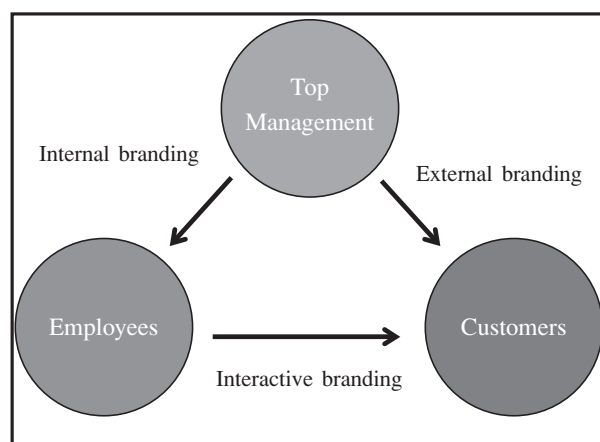 Top
Management
Internal branding
External branding
Employees
Customers
Interactive branding